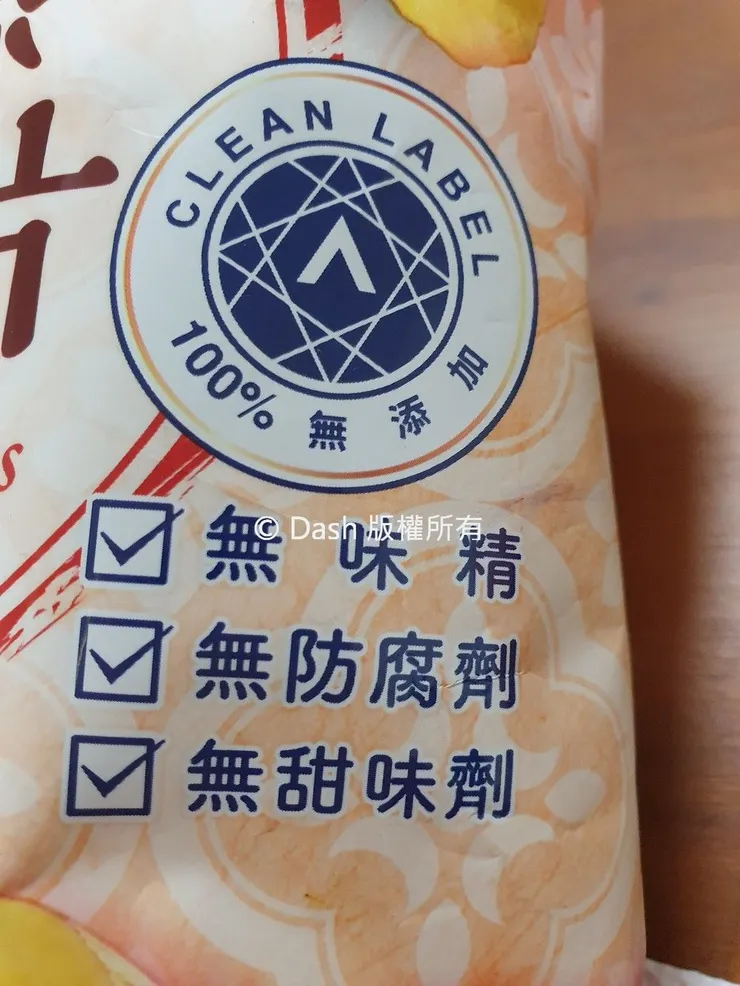 汁
s
CLEAN LABEL
100% 無添加
© Dash 版權所有
無味精
無防腐劑
無甜味劑